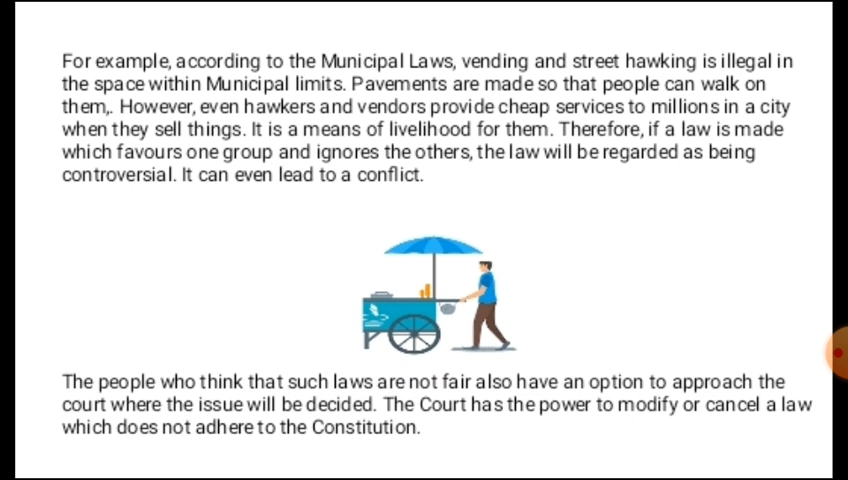 For example, according to the Municipal Laws, vending and street hawking is illegal in
the space within Municipal limits. Pavements are made so that people can walk on
them,. However, even hawkers and vendors provide cheap services to millions in a city
when they sell things. It is a means of livelihood for them. Therefore, if a law is made
which favours one group and ignores the others, the law will be regarded as being
controversial. It can even lead to a conflict.
The people who think that such laws are not fair also have an option to approach the
court where the issue will be decided. The Court has the power to modify or cancel a law
which does not adhere to the Constitution.